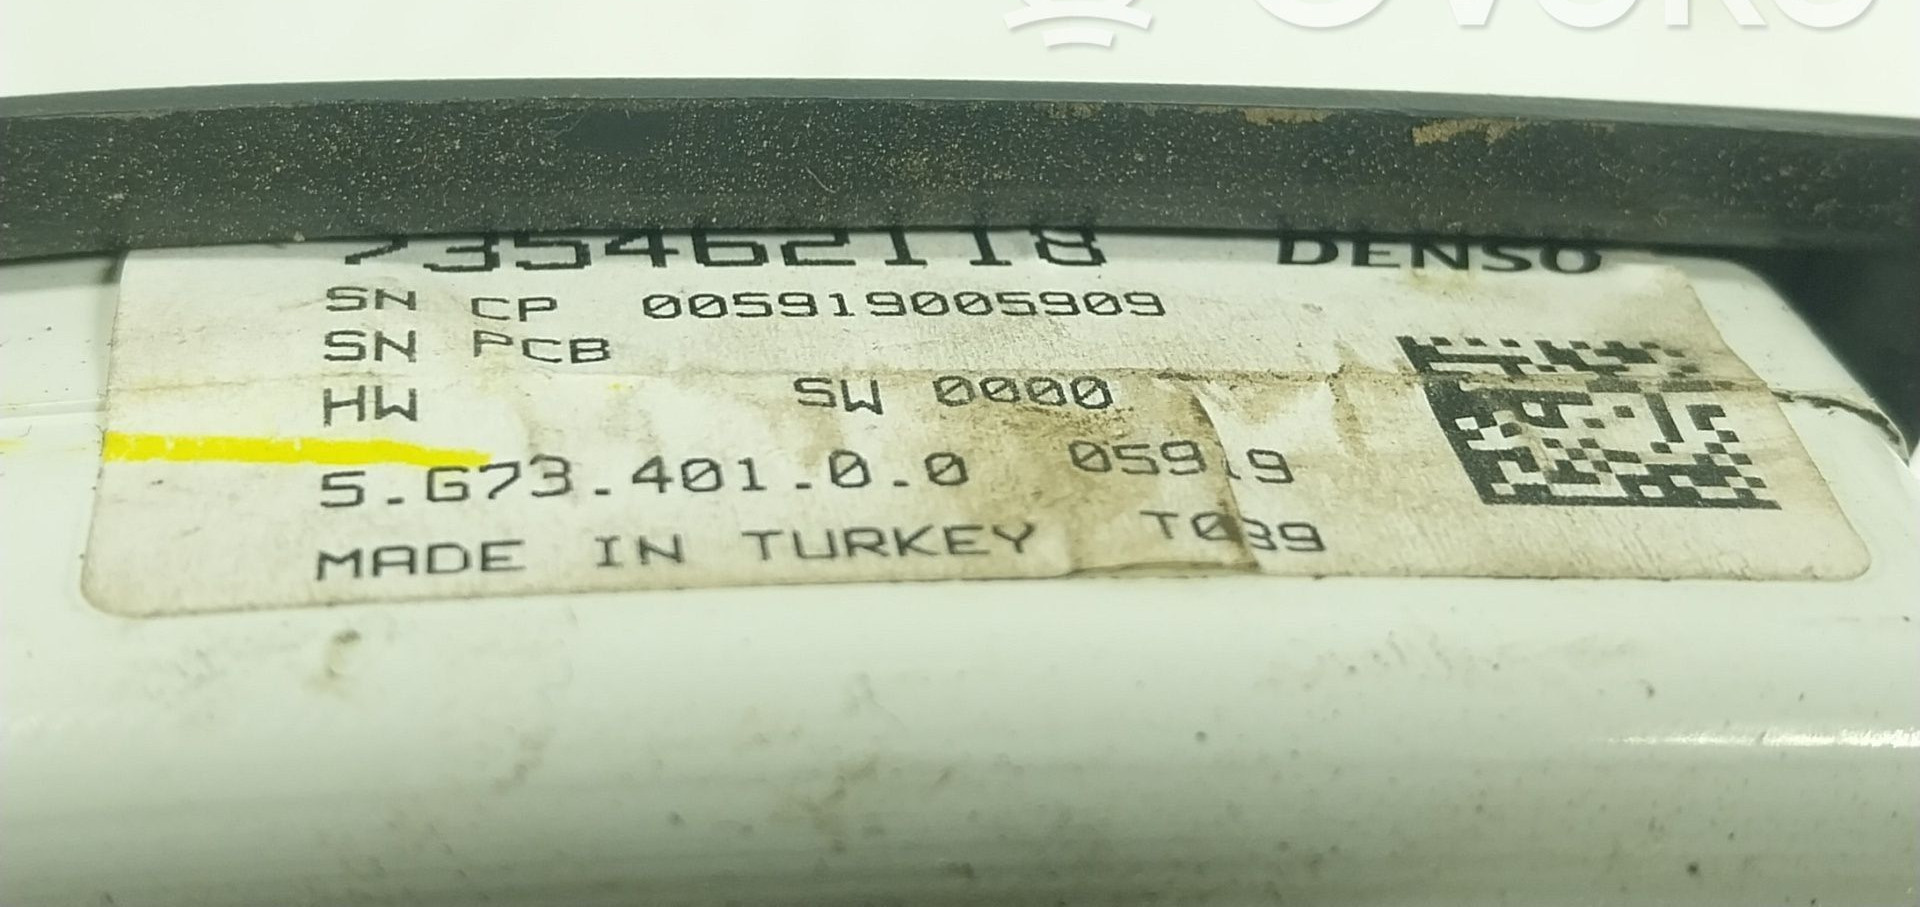 735462118 DENSO
SN CP 005919005909
SN PCB
HW SW 0000
5.G73.401.0.0 05919
MADE IN TURKEY T039